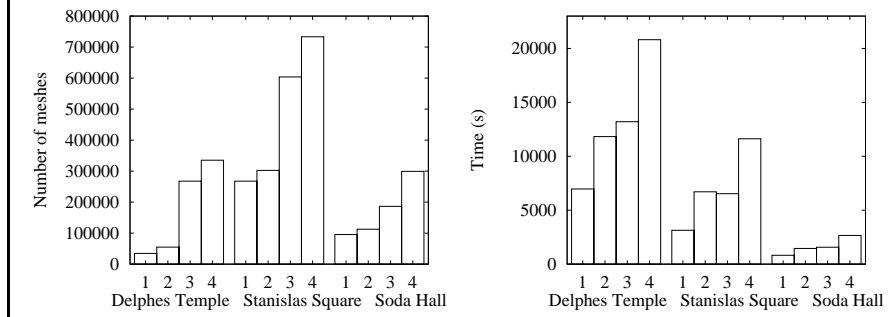 800000
700000
600000
500000
400000
300000
200000
100000
0
Number of meshes
1 2 3 4 1 2 3 4 1 2 3 4
Delphes Temple Stanislas Square Soda Hall
20000
15000
10000
5000
0
Time (s)
1 2 3 4 1 2 3 4 1 2 3 4
Delphes Temple Stanislas Square Soda Hall